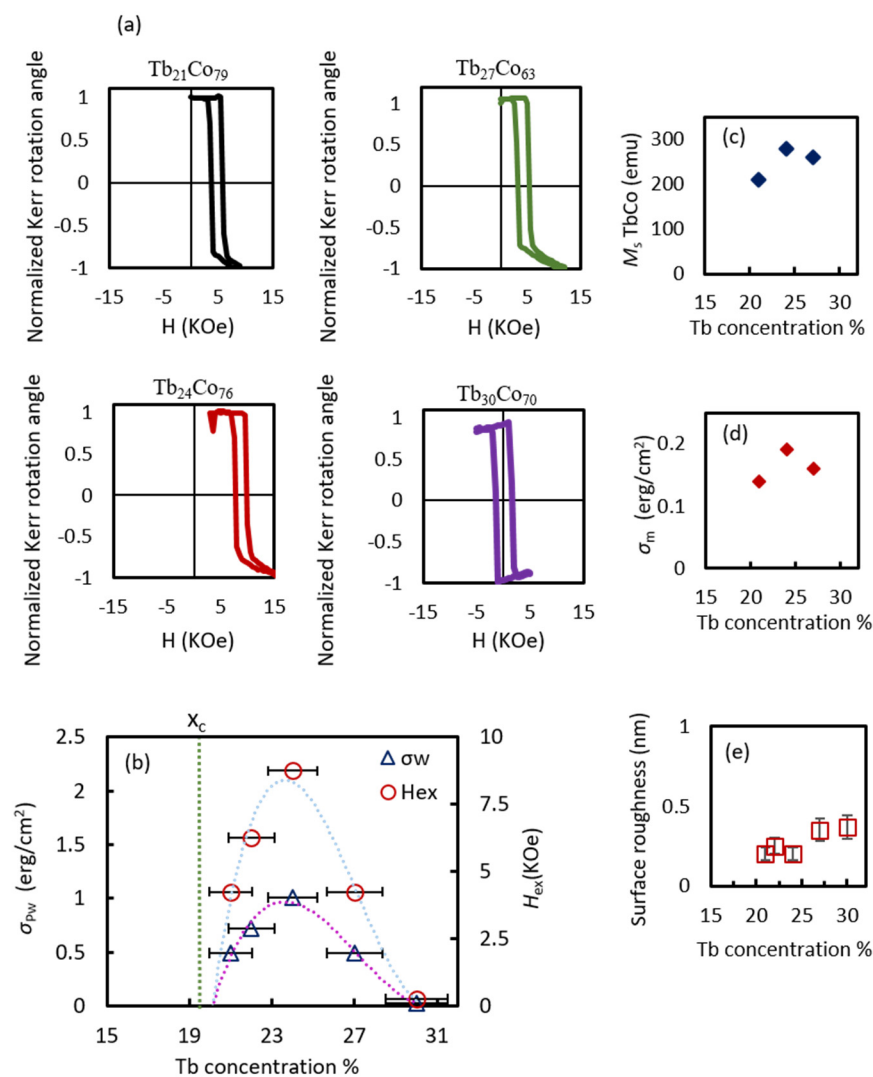 (a)
Tb21Co79
Normalized Kerr rotation angle
1
0.5
0
-0.5
-1
-15 -5 5 15
H (KOe)
Tb27Co63
Normalized Kerr rotation angle
1
0.5
0
-0.5
-1
-15 -5 5 15
H (KOe)
(c)
Ms TbCo (emu)
300
200
100
0
15 20 25 30
Tb concentration %
Tb24Co76
Normalized Kerr rotation angle
1
0.5
0
-0.5
-1
-15 -5 5 15
H (KOe)
Tb30Co70
Normalized Kerr rotation angle
1
0.5
0
-0.5
-1
-15 -5 5 15
H (KOe)
(d)
σm (erg/cm²)
0.2
0.1
0
15 20 25 30
Tb concentration %
Xc
(b)
σPw (erg/cm²)
2.5
2
1.5
1
0.5
0
σw
Hex
10
7.5
5
2.5
0
Hex(KOe)
15 19 23 27 31
Tb concentration %
(e)
Surface roughness (nm)
1
0.5
0
15 20 25 30
Tb concentration %